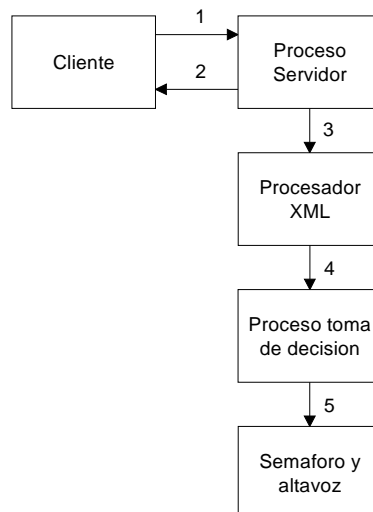 1
Cliente
Proceso
Servidor
2
3
Procesador
XML
4
Proceso toma
de decision
5
Semaforo y
altavoz